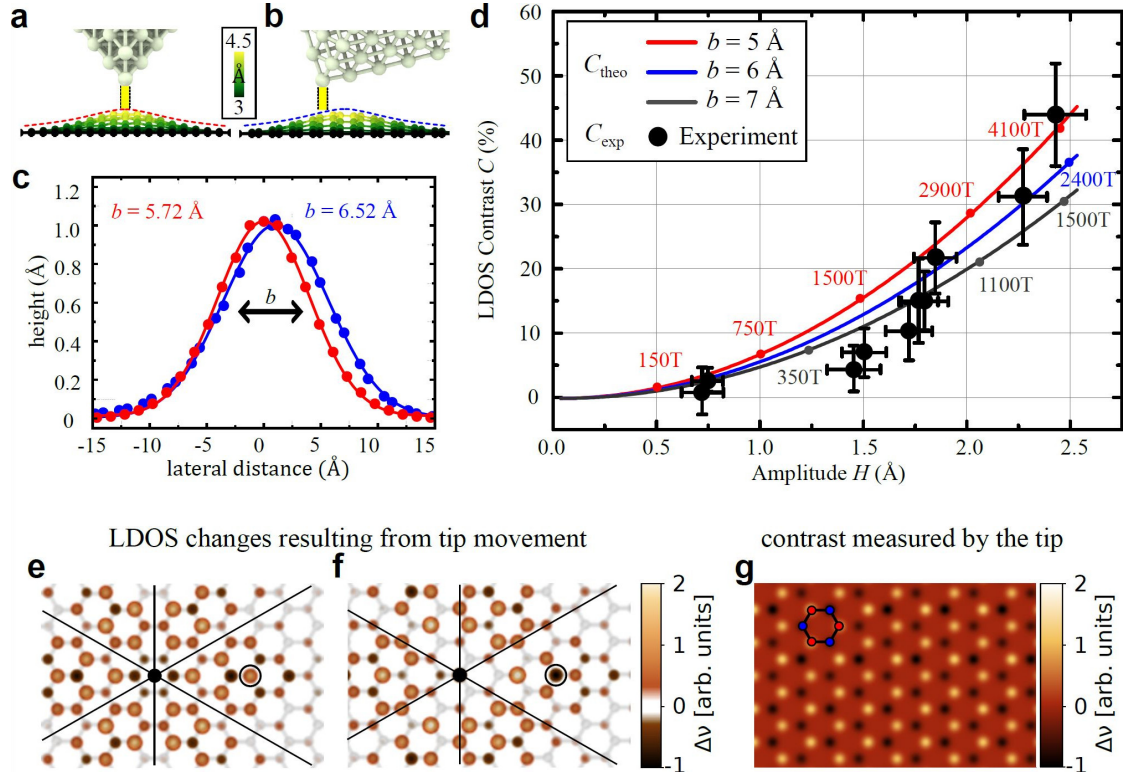 a
b
4.5
Å
3
c
b = 5.72 Å
b = 6.52 Å
b
height (Å)
1.2
1.0
0.8
0.6
0.4
0.2
0
-15
-10
-5
0
5
10
15
lateral distance (Å)
d
C_theo
b = 5 Å
b = 6 Å
b = 7 Å
C_exp
Experiment
LDOS Contrast C (%)
60
50
40
30
20
10
0
-10
4100T
2900T
2400T
1500T
1500T
1100T
750T
350T
150T
0.0
0.5
1.0
1.5
2.0
2.5
Amplitude H (Å)
LDOS changes resulting from tip movement
contrast measured by the tip
e
f
2
1
0
-1
Δν [arb. units]
g
2
1
0
-1
Δν [arb. units]